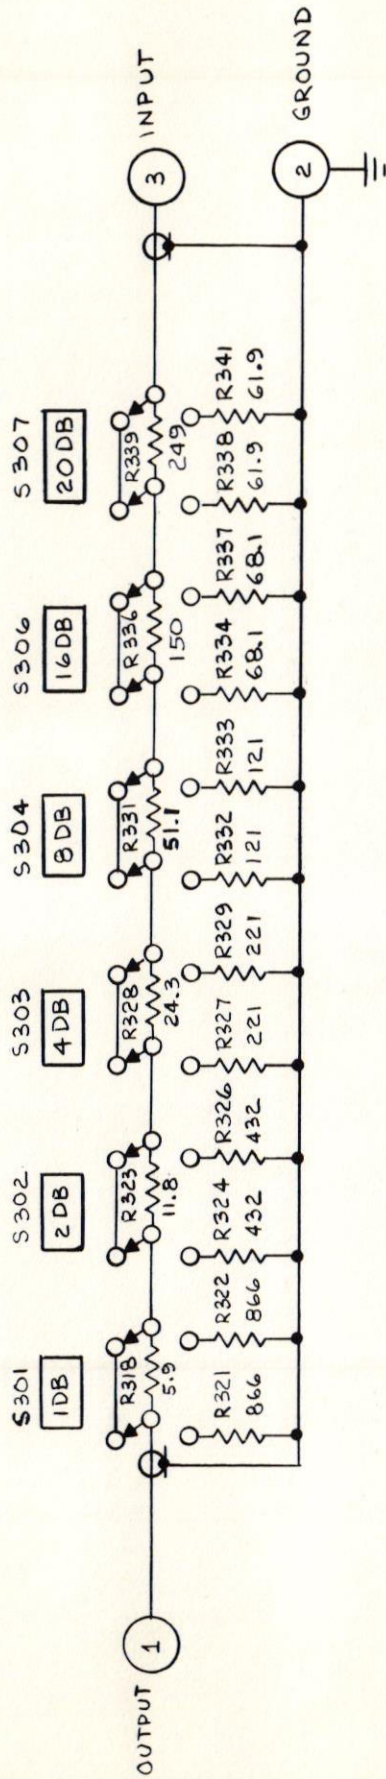 S301 S302 S303 S304 S306 S307
1DB 2DB 4DB 8DB 16DB 20DB
R318 R323 R328 R331 R336 R339
OUTPUT 1 3 INPUT
5.9 11.8 24.3 51.1 150 249
R321 R322 R324 R326 R327 R329 R332 R333 R334 R337 R338 R341
866 866 432 432 221 221 121 121 68.1 68.1 61.9 61.9
2 GROUND